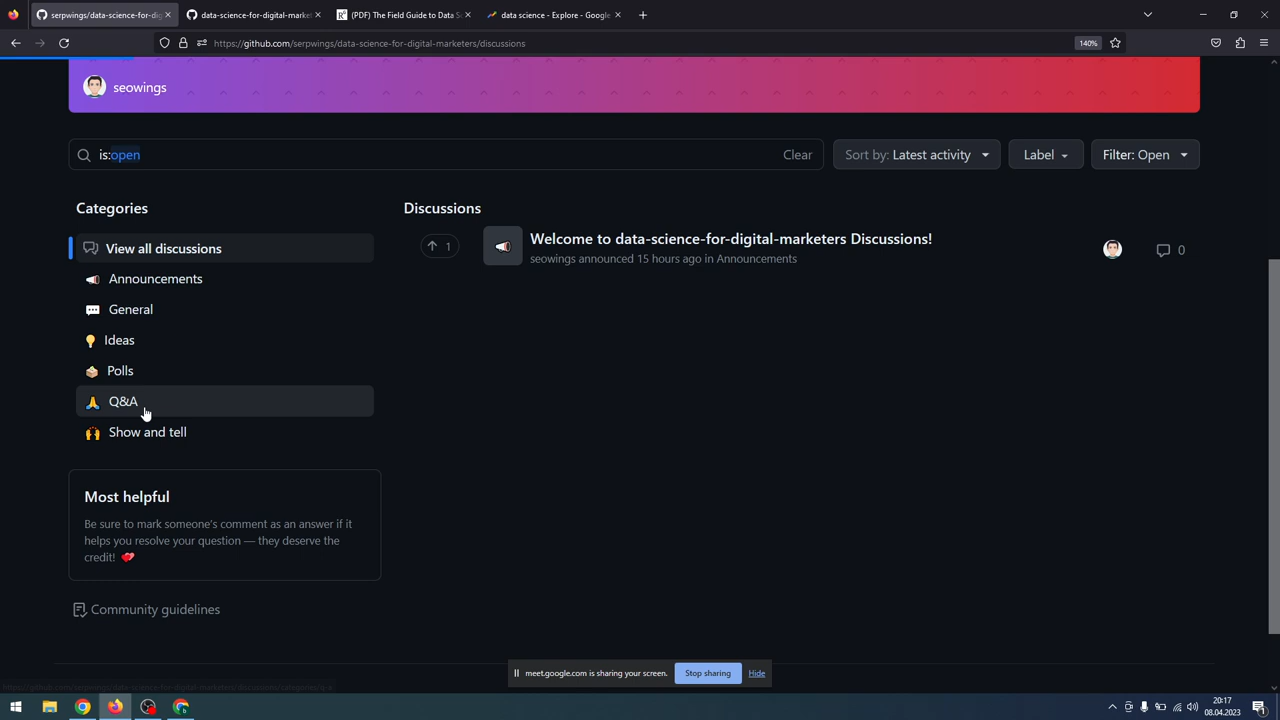 serpwings/data-science-for-dig
data-science-for-digital-market
(PDF) The Field Guide to Data S
data science - Explore - Google
https://github.com/serpwings/data-science-for-digital-marketers/discussions
140%
seowings
is:open
Clear
Sort by: Latest activity
Label
Filter: Open
Categories
Discussions
View all discussions
Announcements
General
Ideas
Polls
Q&A
Show and tell
1
Welcome to data-science-for-digital-marketers Discussions!
seowings announced 15 hours ago in Announcements
0
Most helpful
Be sure to mark someone's comment as an answer if it
helps you resolve your question — they deserve the
credit!
Community guidelines
meet.google.com is sharing your screen.
Stop sharing
Hide
20:17
08.04.2023